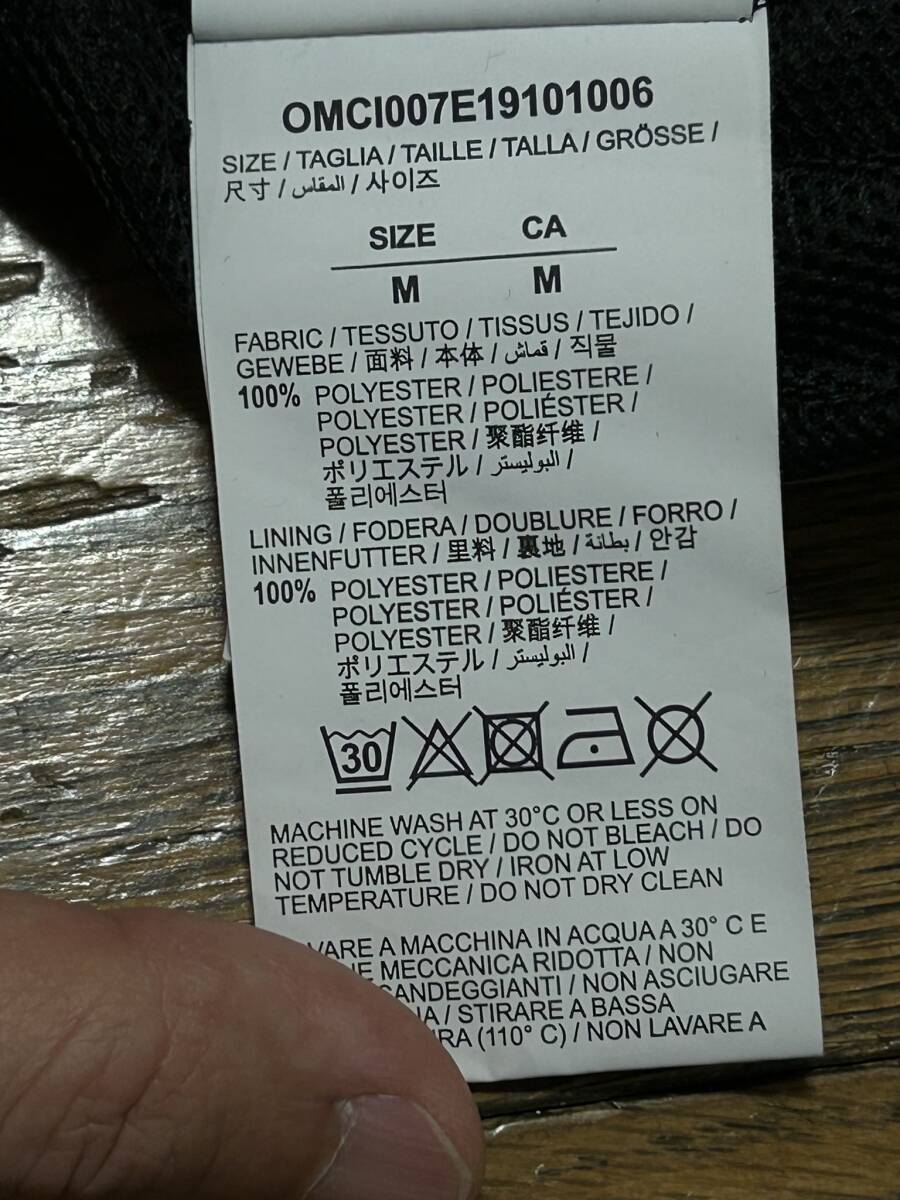 OMCI007E19101006
SIZE / TAGLIA / TAILLE / TALLA / GRÖSSE /
尺寸 / المقاس / 사이즈
SIZE CA
M M
FABRIC / TESSUTO / TISSUS / TEJIDO /
GEWEBE / 面料 / 本体 / قماش / 직물
100% POLYESTER / POLIESTERE /
POLYESTER / POLIÉSTER /
POLYESTER / 聚酯纤维 /
ポリエステル / البوليستر /
폴리에스터
LINING / FODERA / DOUBLURE / FORRO /
INNENFUTTER / 里料 / 裏地 / بطانة / 안감
100% POLYESTER / POLIESTERE /
POLYESTER / POLIÉSTER /
POLYESTER / 聚酯纤维 /
ポリエステル / البوليستر /
폴리에스터
30
MACHINE WASH AT 30°C OR LESS ON
REDUCED CYCLE / DO NOT BLEACH / DO
NOT TUMBLE DRY / IRON AT LOW
TEMPERATURE / DO NOT DRY CLEAN
A MACCHINA IN ACQUA A 30° C E
MECCANICA RIDOTTA / NON
/ NON ASCIUGARE
/ STIRARE A BASSA
(110° C) / NON LAVARE A